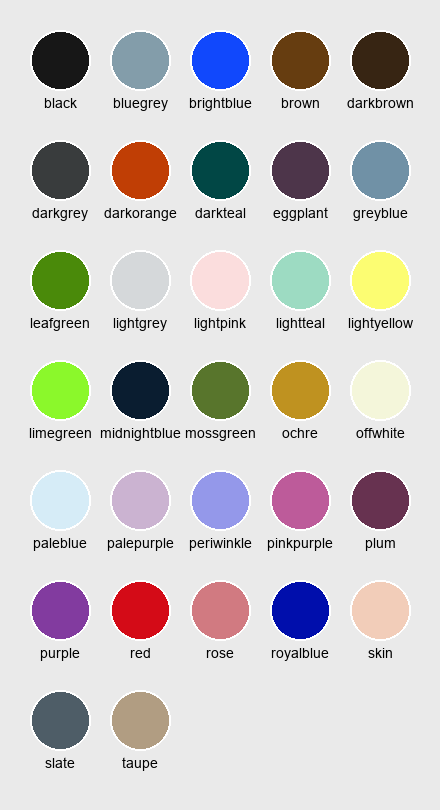 black bluegrey brightblue brown darkbrown
darkgrey darkorange darkteal eggplant greyblue
leafgreen lightgrey lightpink lightteal lightyellow
limegreen midnightblue mossgreen ochre offwhite
paleblue palepurple periwinkle pinkpurple plum
purple red rose royalblue skin
slate taupe